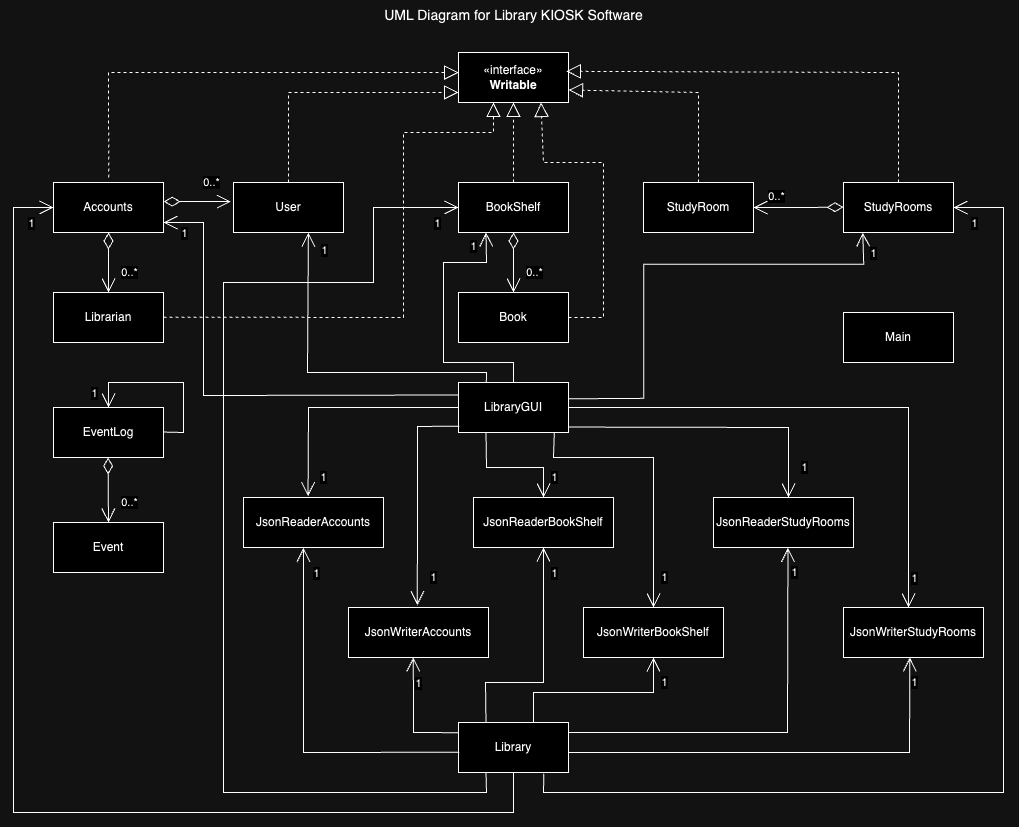 UML Diagram for Library KIOSK Software
«interface»
Writable
0..*
0..*
Accounts
User
BookShelf
StudyRoom
StudyRooms
1
1
1
1
1
1
1
0..*
0..*
Librarian
Book
Main
1
LibraryGUI
EventLog
1
1
1
0..*
JsonReaderAccounts
JsonReaderBookShelf
JsonReaderStudyRooms
Event
1
1
1
1
1
1
JsonWriterAccounts
JsonWriterBookShelf
JsonWriterStudyRooms
1
1
1
Library